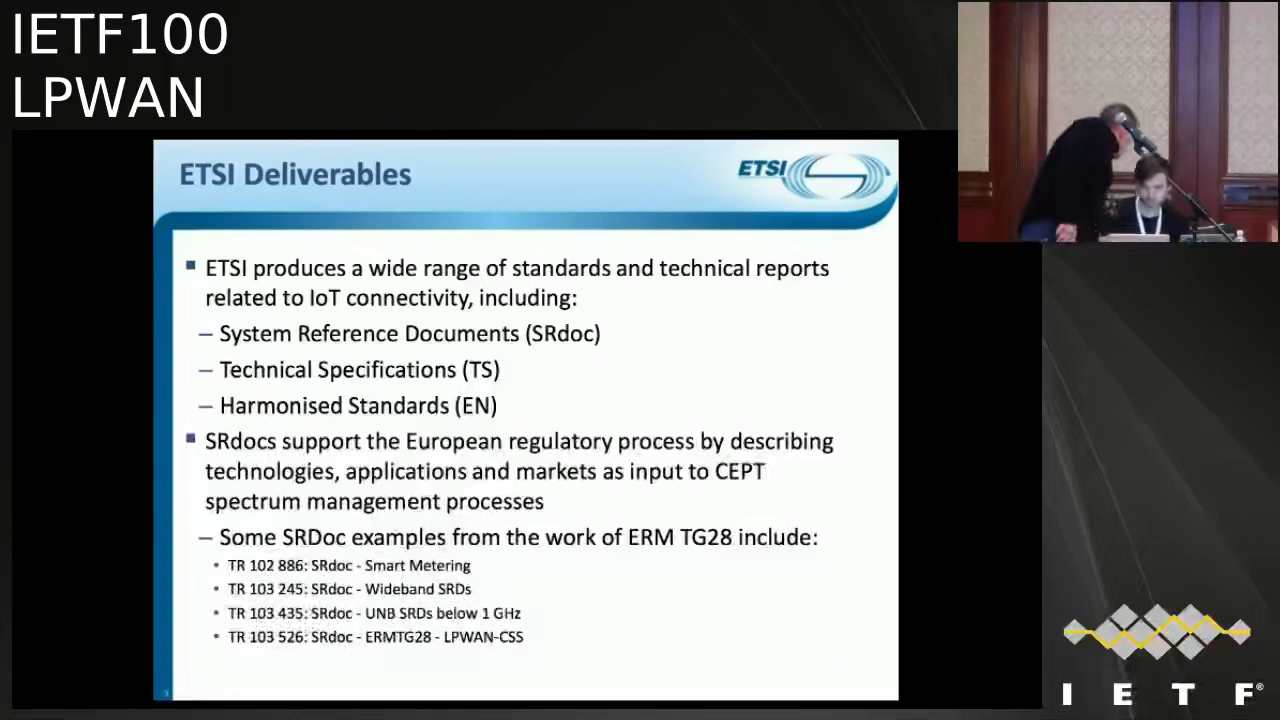 IETF100
LPWAN
ETSI Deliverables
ETSI
▪ ETSI produces a wide range of standards and technical reports
related to IoT connectivity, including:
– System Reference Documents (SRdoc)
– Technical Specifications (TS)
– Harmonised Standards (EN)
▪ SRdocs support the European regulatory process by describing
technologies, applications and markets as input to CEPT
spectrum management processes
– Some SRDoc examples from the work of ERM TG28 include:
• TR 102 886: SRdoc - Smart Metering
• TR 103 245: SRdoc - Wideband SRDs
• TR 103 435: SRdoc - UNB SRDs below 1 GHz
• TR 103 526: SRdoc - ERMTG28 - LPWAN-CSS
I E T F®